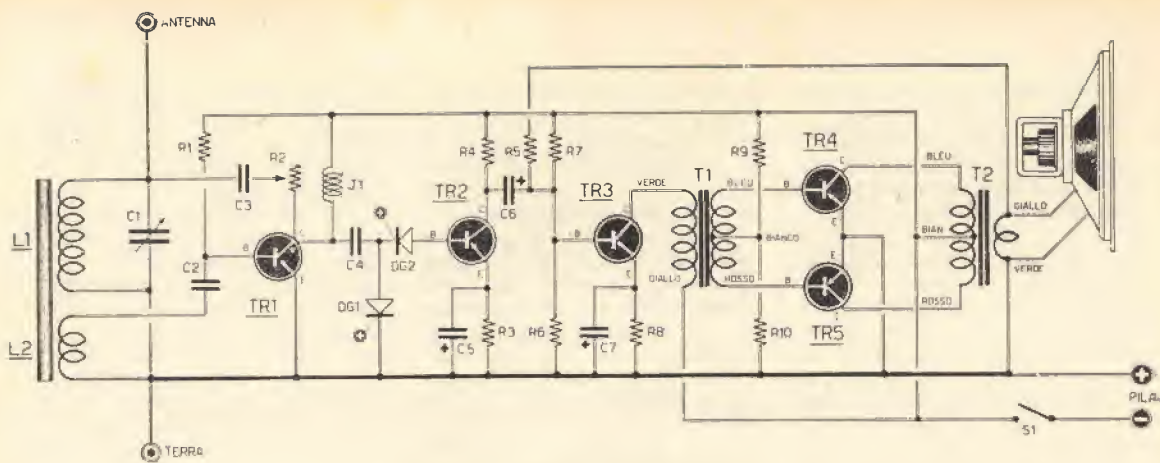 ANTENNA
R1
R2
C3
C1
L1
C2
B
TR1
L2
TERRA
J1
C4
DG2
DG1
R4
R5
R7
C6
TR2
B
E
C5
R3
R6
TR3
B
E
C7
R8
VERDE
GIALLO
T1
BLEU
BIANCO
ROSSO
R9
R10
TR4
B
C
E
BLEU
TR5
B
E
ROSSO
T2
BIAN
GIALLO
VERDE
+
PILA
-
S1